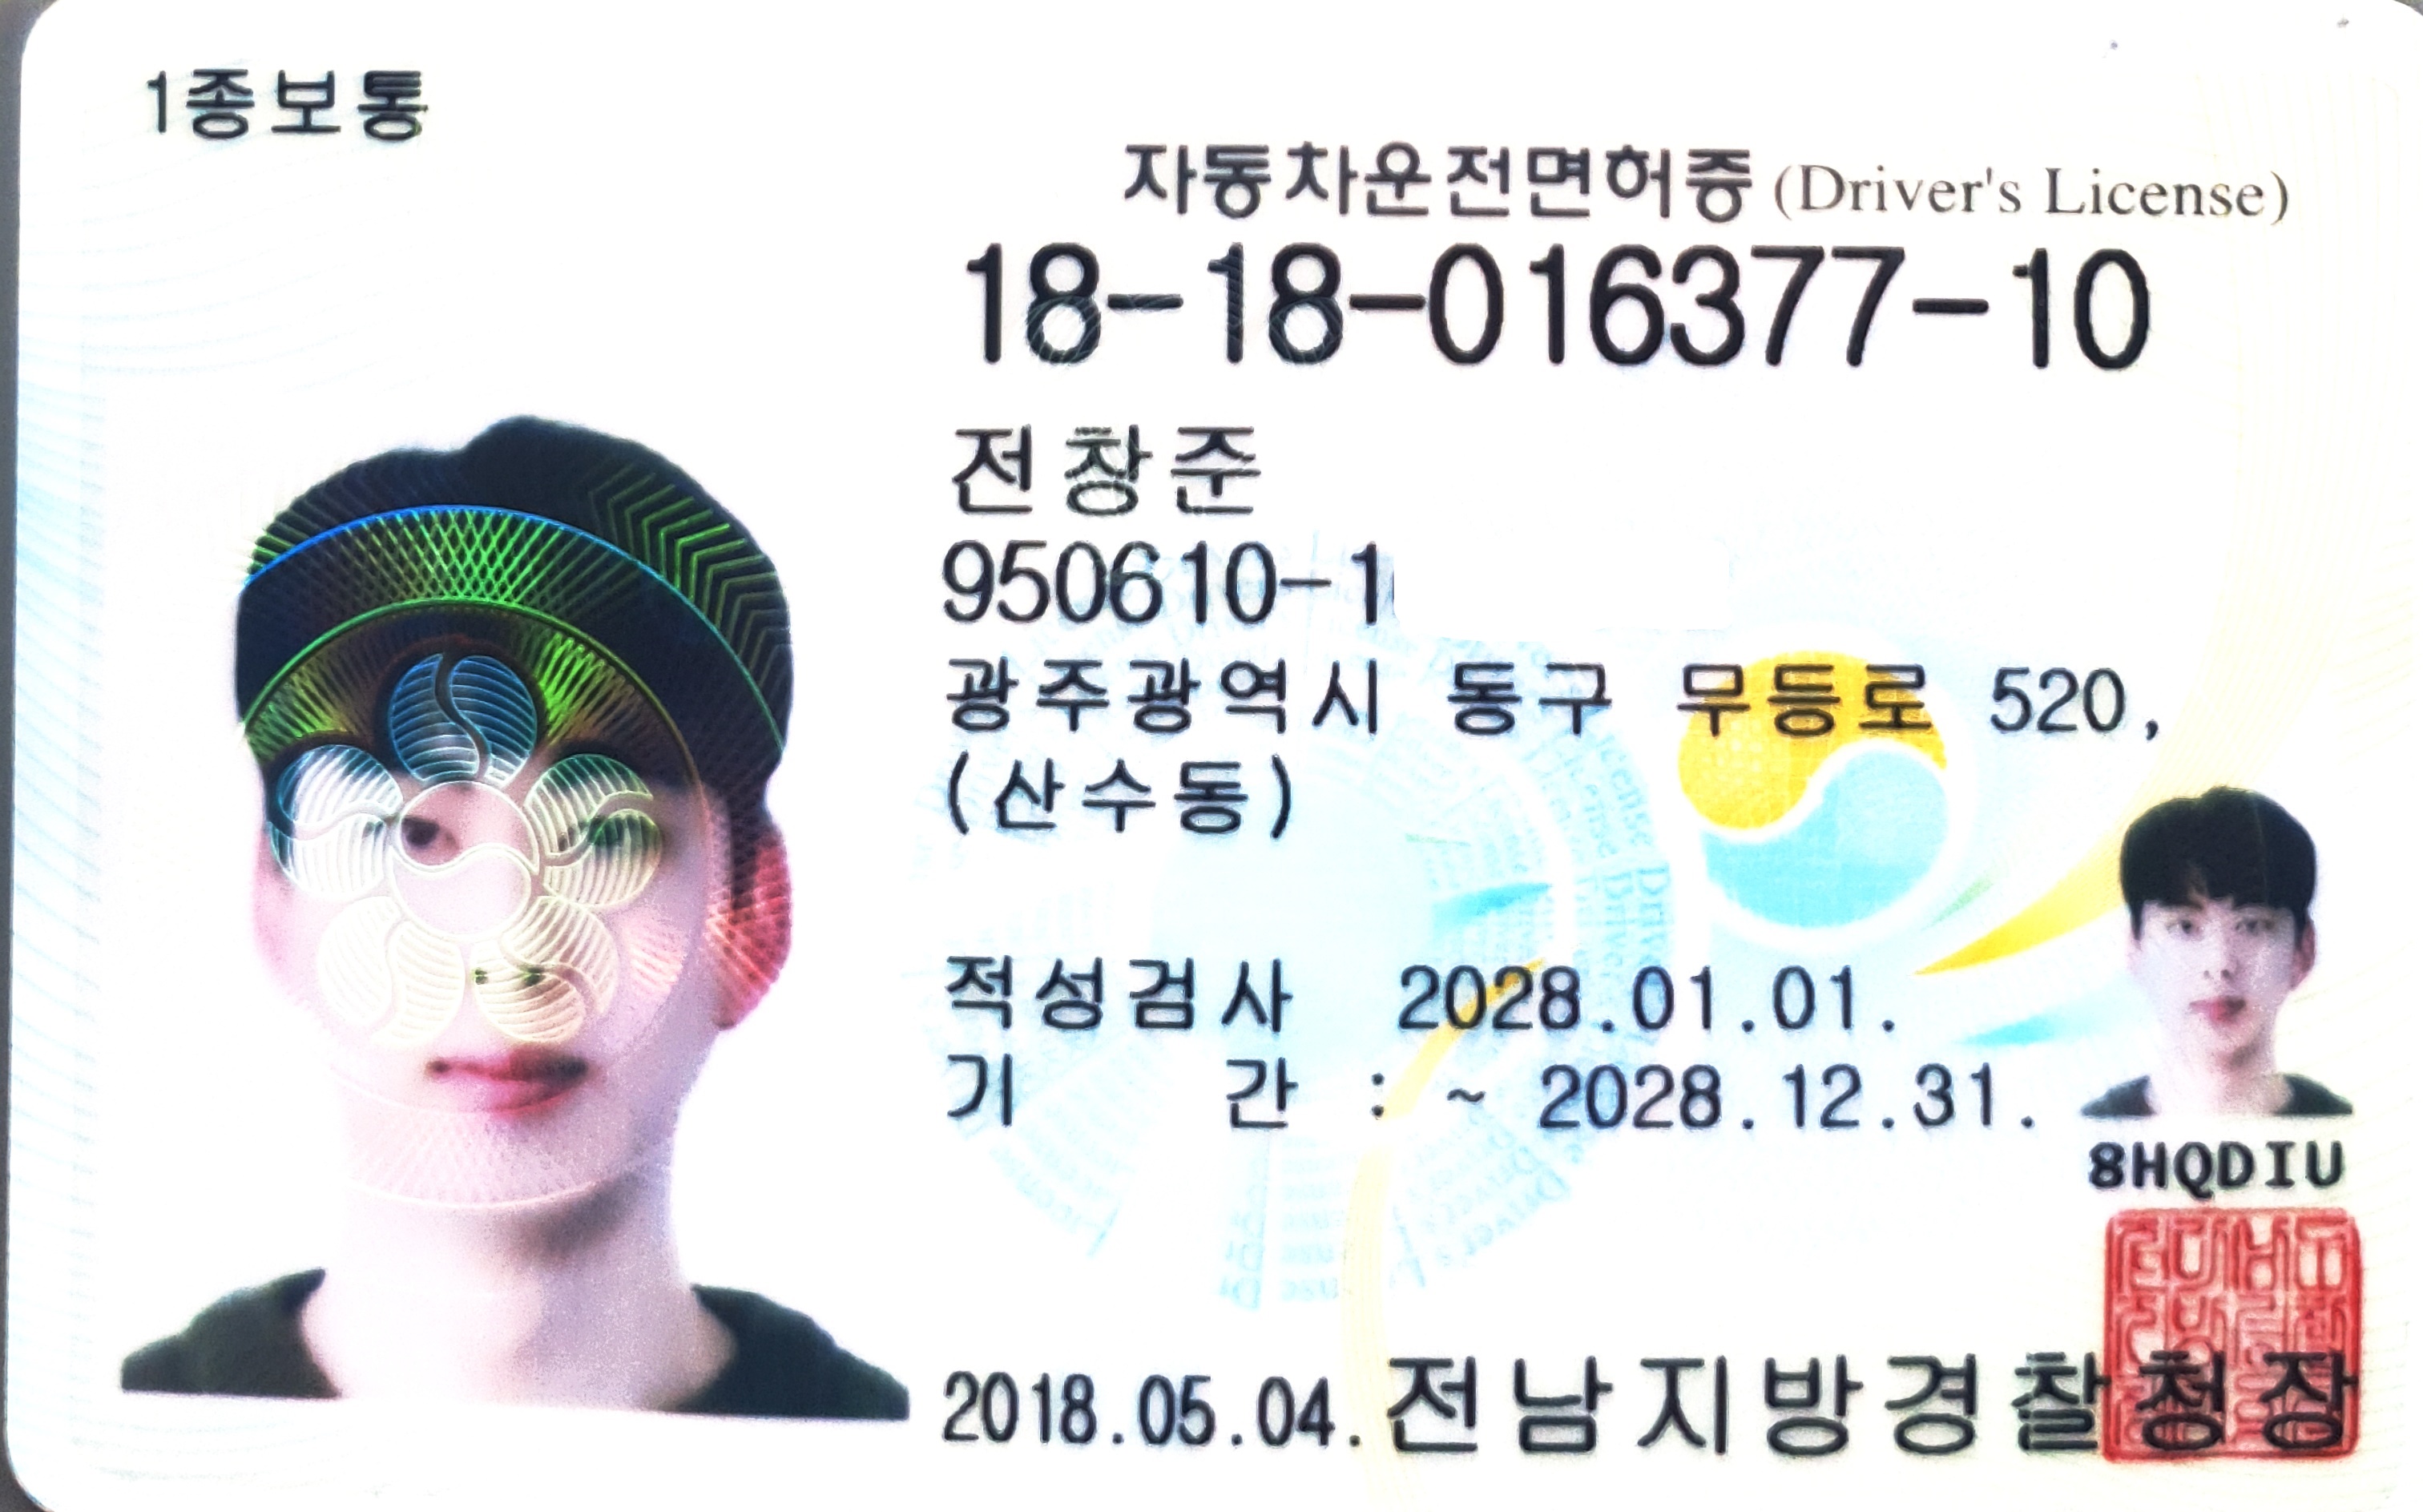 1종보통
자동차운전면허증 (Driver's License)
18-18-016377-10
전창준
950610-1
광주광역시 동구 무등로 520,
(산수동)
적성검사 2028.01.01.
기 간 : ~ 2028.12.31.
8HQDIU
2018.05.04. 전남지방경찰청장